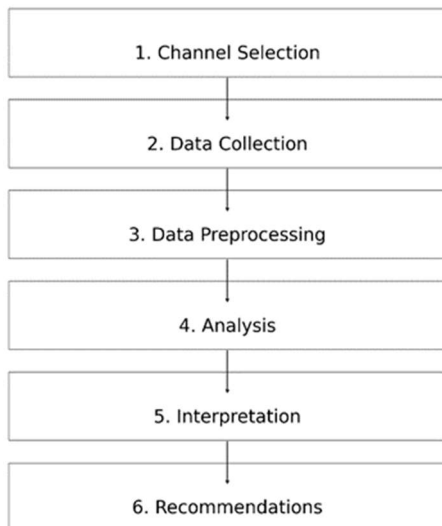 1. Channel Selection
2. Data Collection
3. Data Preprocessing
4. Analysis
5. Interpretation
6. Recommendations